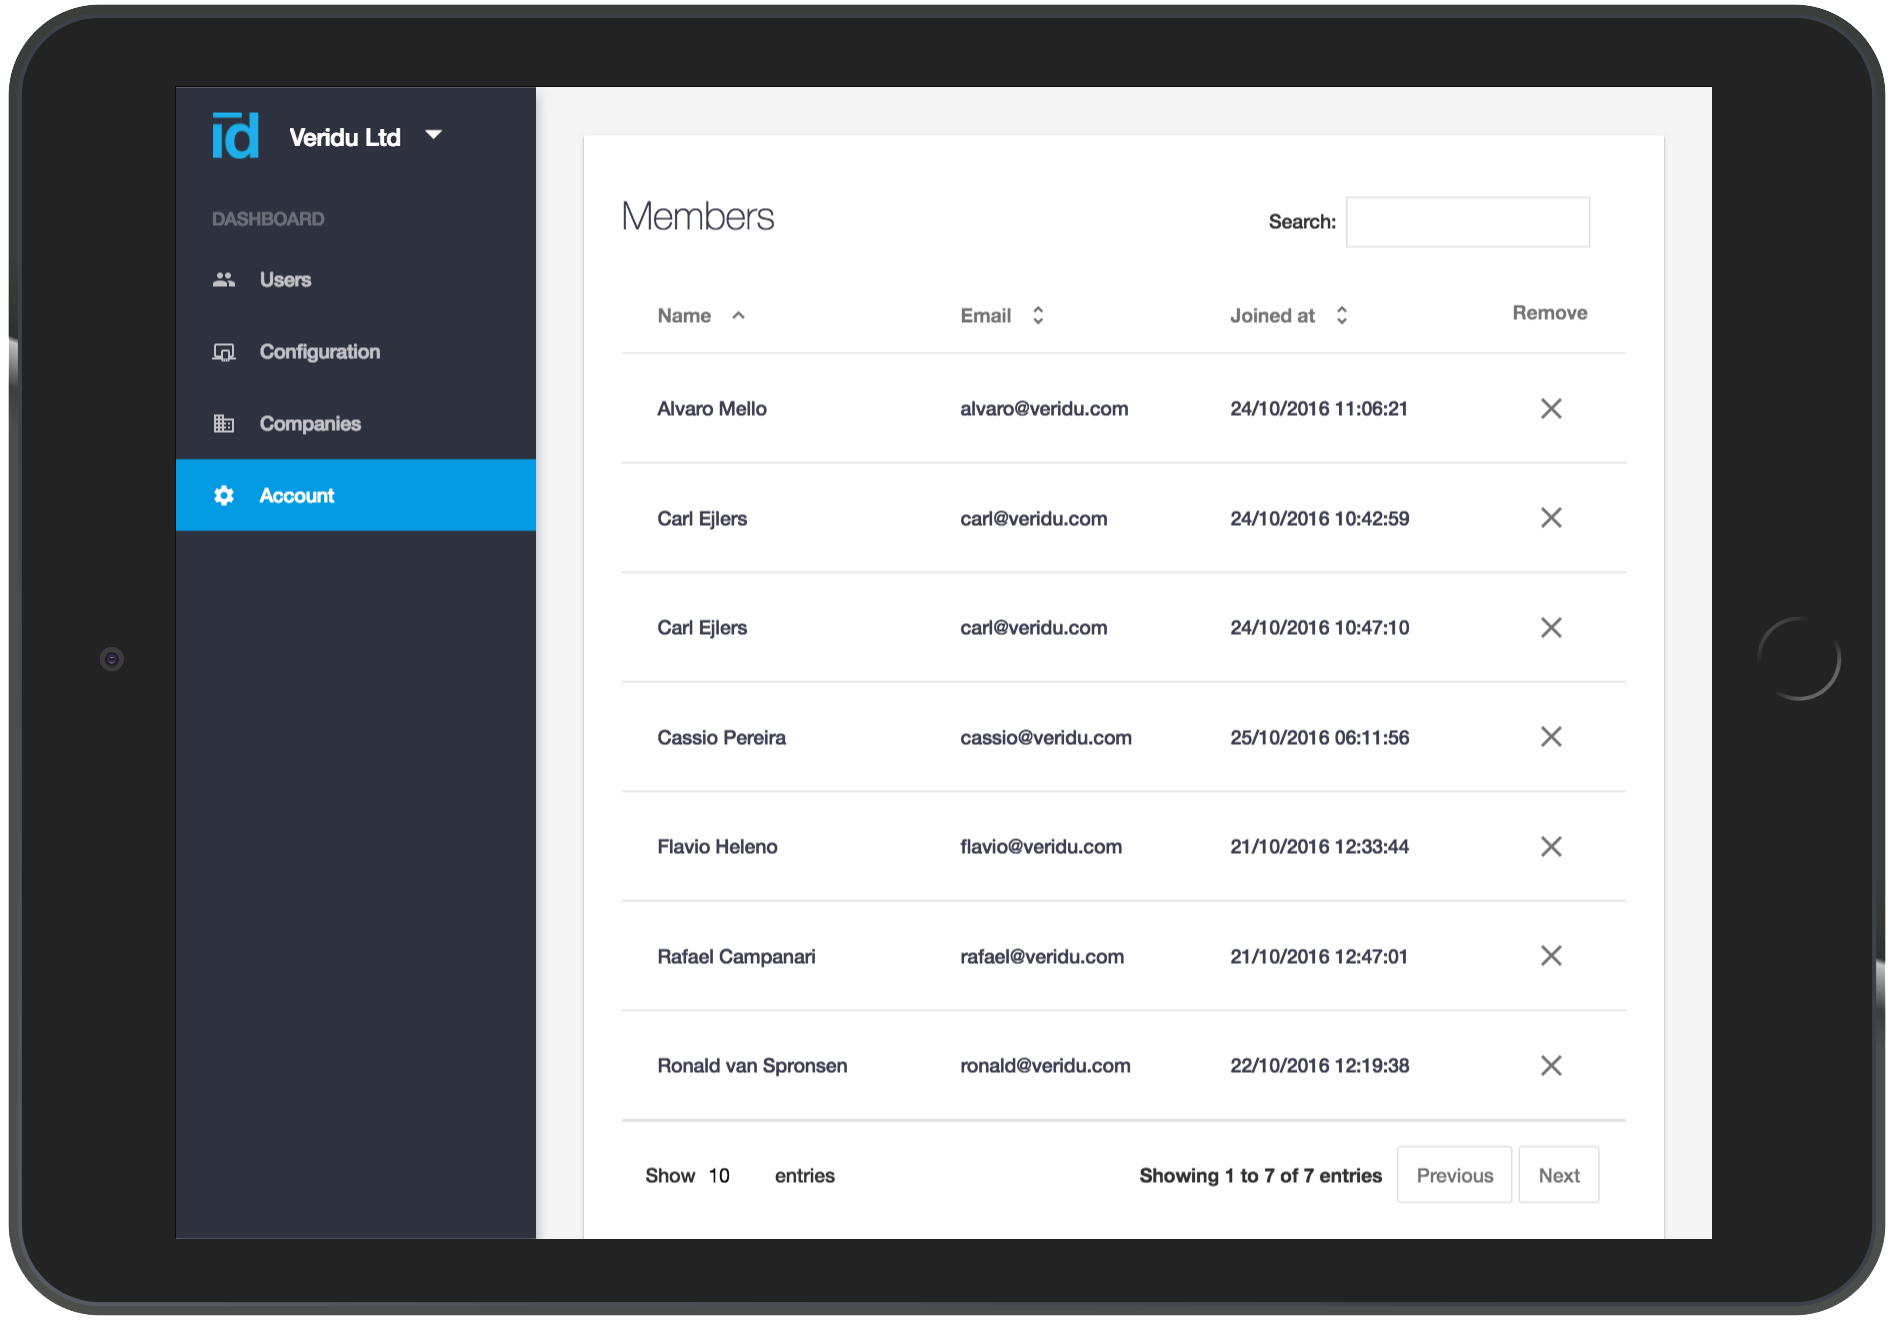 id Veridu Ltd
DASHBOARD
Users
Configuration
Companies
Account
Members Search:
Name Email Joined at Remove
Alvaro Mello alvaro@veridu.com 24/10/2016 11:06:21
Carl Ejlers carl@veridu.com 24/10/2016 10:42:59
Carl Ejlers carl@veridu.com 24/10/2016 10:47:10
Cassio Pereira cassio@veridu.com 25/10/2016 06:11:56
Flavio Heleno flavio@veridu.com 21/10/2016 12:33:44
Rafael Campanari rafael@veridu.com 21/10/2016 12:47:01
Ronald van Spronsen ronald@veridu.com 22/10/2016 12:19:38
Show 10 entries Showing 1 to 7 of 7 entries Previous Next